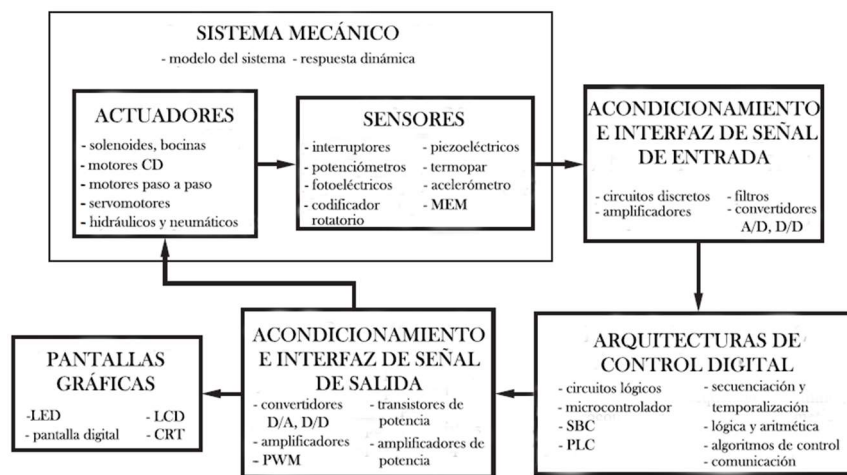 SISTEMA MECÁNICO
- modelo del sistema - respuesta dinámica
ACTUADORES
- solenoides, bocinas
- motores CD
- motores paso a paso
- servomotores
- hidráulicos y neumáticos
SENSORES
- interruptores
- potenciómetros
- fotoeléctricos
- codificador
rotatorio
- piezoeléctricos
- termopar
- acelerómetro
- MEM
ACONDICIONAMIENTO
E INTERFAZ DE SEÑAL
DE ENTRADA
- circuitos discretos
- amplificadores
- filtros
- convertidores
A/D, D/D
PANTALLAS
GRÁFICAS
-LED
- pantalla digital
- LCD
- CRT
ACONDICIONAMIENTO
E INTERFAZ DE SEÑAL
DE SALIDA
- convertidores
D/A, D/D
- amplificadores
- PWM
- transistores de
potencia
- amplificadores de
potencia
ARQUITECTURAS DE
CONTROL DIGITAL
- circuitos lógicos
- microcontrolador
- SBC
- PLC
- secuenciación y
temporalización
- lógica y aritmética
- algoritmos de control
- comunicación